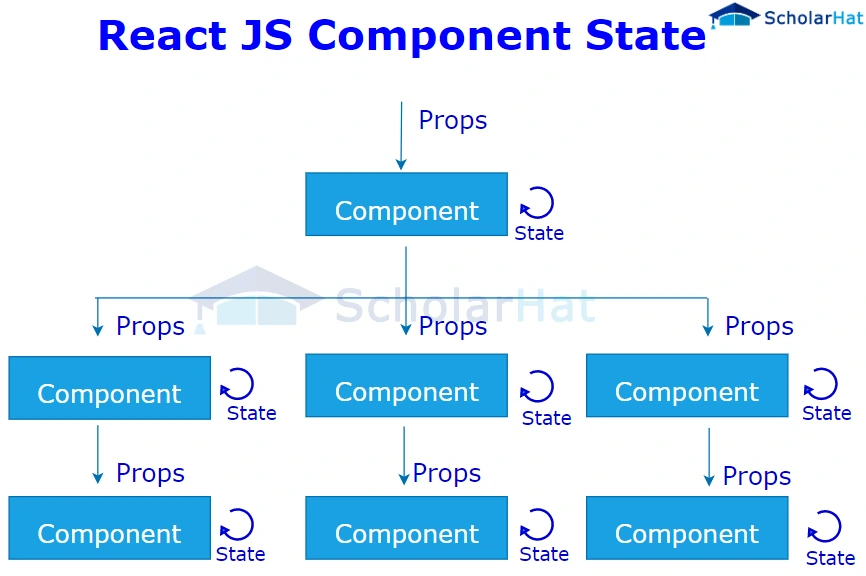 React JS Component State
ScholarHat
Props
Component
State
ScholarHat
Props
Props
Props
Component
State
Component
State
Component
State
Props
Props
Props
Component
State
Component
State
Component
State